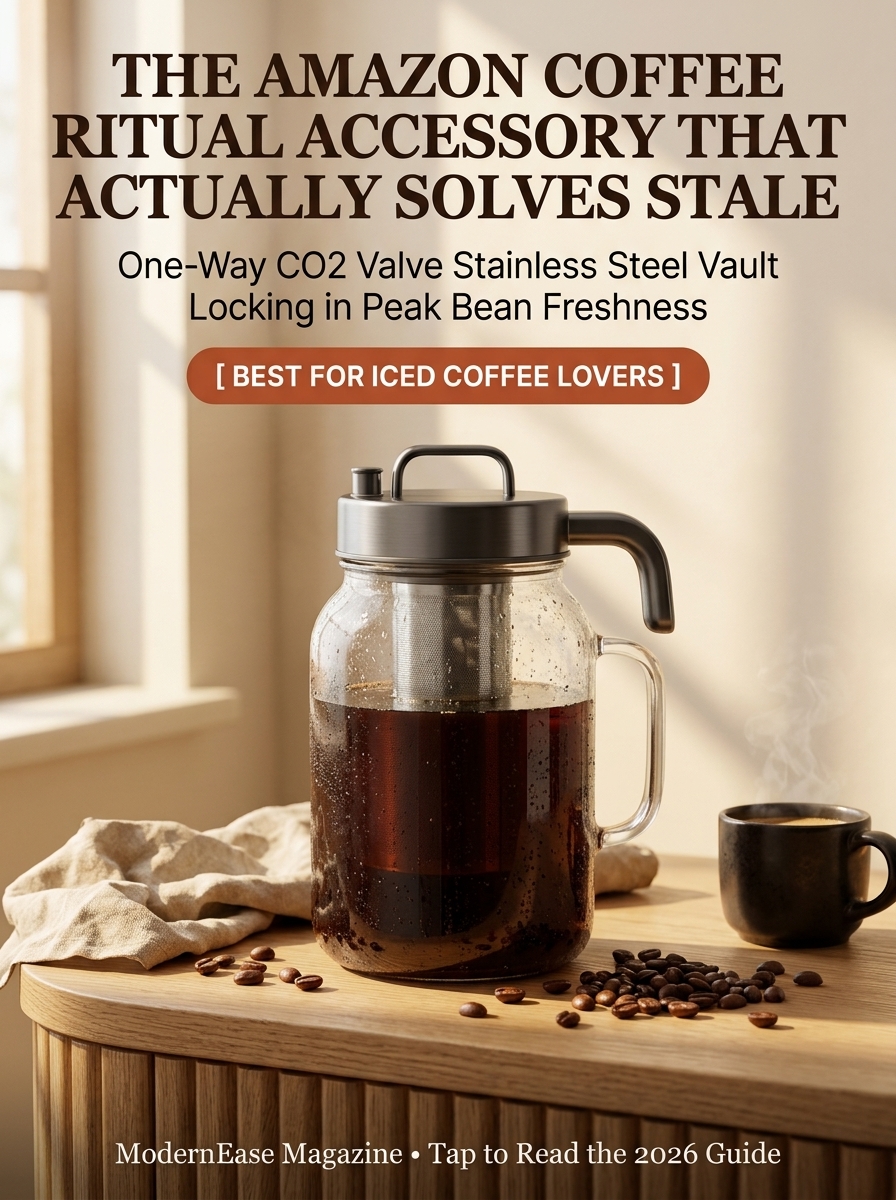 THE AMAZON COFFEE
RITUAL ACCESSORY THAT
ACTUALLY SOLVES STALE
One-Way CO2 Valve Stainless Steel Vault
Locking in Peak Bean Freshness
[ BEST FOR ICED COFFEE LOVERS ]
ModernEase Magazine • Tap to Read the 2026 Guide